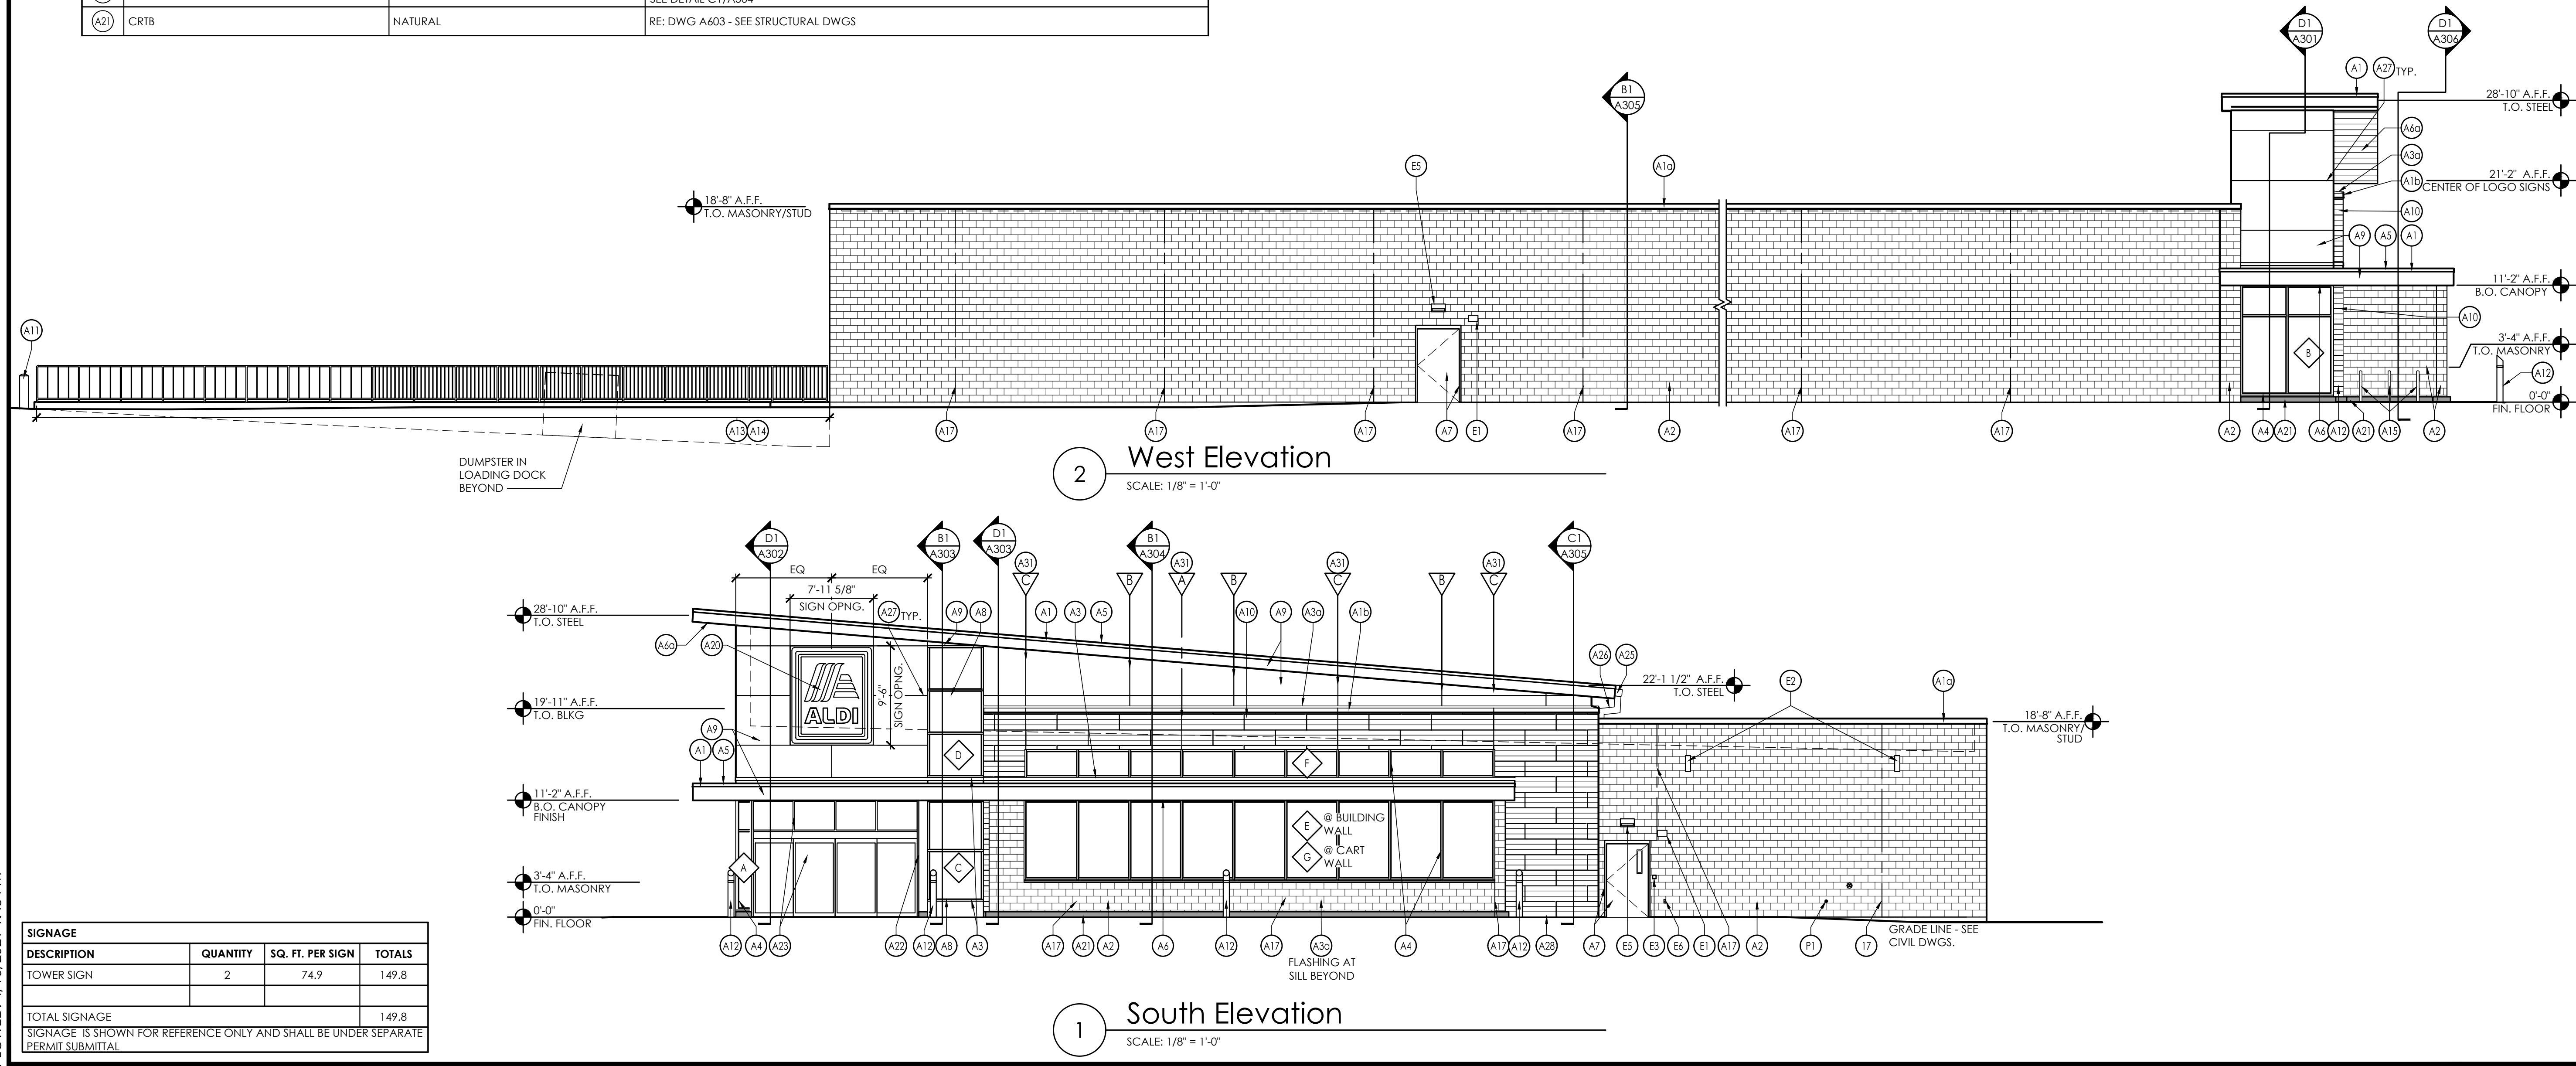 SEE DETAIL C1/A504
A21 CRTB NATURAL RE: DWG A603 - SEE STRUCTURAL DWGS
D1
A301
D1
A306
A1 A27 TYP.
B1
A305
28'-10" A.F.F.
T.O. STEEL
A6a
A3a
E5
A1a
21'-2" A.F.F.
CENTER OF LOGO SIGNS
A1b
18'-8" A.F.F.
T.O. MASONRY/STUD
A10
A9 A5 A1
11'-2" A.F.F.
B.O. CANOPY
A10
A11
3'-4" A.F.F.
T.O. MASONRY
B
A12
0'-0"
FIN. FLOOR
A13 A14 A17 A17 A17 A7 E1 A17 A2 A17 A17 A2 A4 A21 A6 A12 A21 A15 A2
DUMPSTER IN
LOADING DOCK
BEYOND
2 West Elevation
SCALE: 1/8" = 1'-0"
D1
A302
B1
A303
D1
A303
B1
A304
C1
A305
EQ EQ
A31 A31 A31 A31
C B A B C B C
7'-11 5/8"
SIGN OPNG.
28'-10" A.F.F.
T.O. STEEL
A27 TYP. A9 A8 A1 A3 A5 A10 A9 A3a A1b
A6a A20
9'-6"
SIGN OPNG.
A26 A25
22'-1 1/2" A.F.F.
T.O. STEEL
E2
A1a
ALDI
19'-11" A.F.F.
T.O. BLKG
18'-8" A.F.F.
T.O. MASONRY/
STUD
A9
A1 A5
D
F
11'-2" A.F.F.
B.O. CANOPY
FINISH
E @ BUILDING
WALL
G @ CART
WALL
A
C
3'-4" A.F.F.
T.O. MASONRY
0'-0"
FIN. FLOOR
GRADE LINE - SEE
CIVIL DWGS.
A12 A4 A23 A22 A12 A8 A3 A17 A21 A2 A6 A12 A17 A3a A4 A17 A12 A28 A7 E5 E3 E6 E1 A17 A2 P1 17
FLASHING AT
SILL BEYOND
1 South Elevation
SCALE: 1/8" = 1'-0"
SIGNAGE
DESCRIPTION QUANTITY SQ. FT. PER SIGN TOTALS
TOWER SIGN 2 74.9 149.8
TOTAL SIGNAGE 149.8
SIGNAGE IS SHOWN FOR REFERENCE ONLY AND SHALL BE UNDER SEPARATE
PERMIT SUBMITTAL